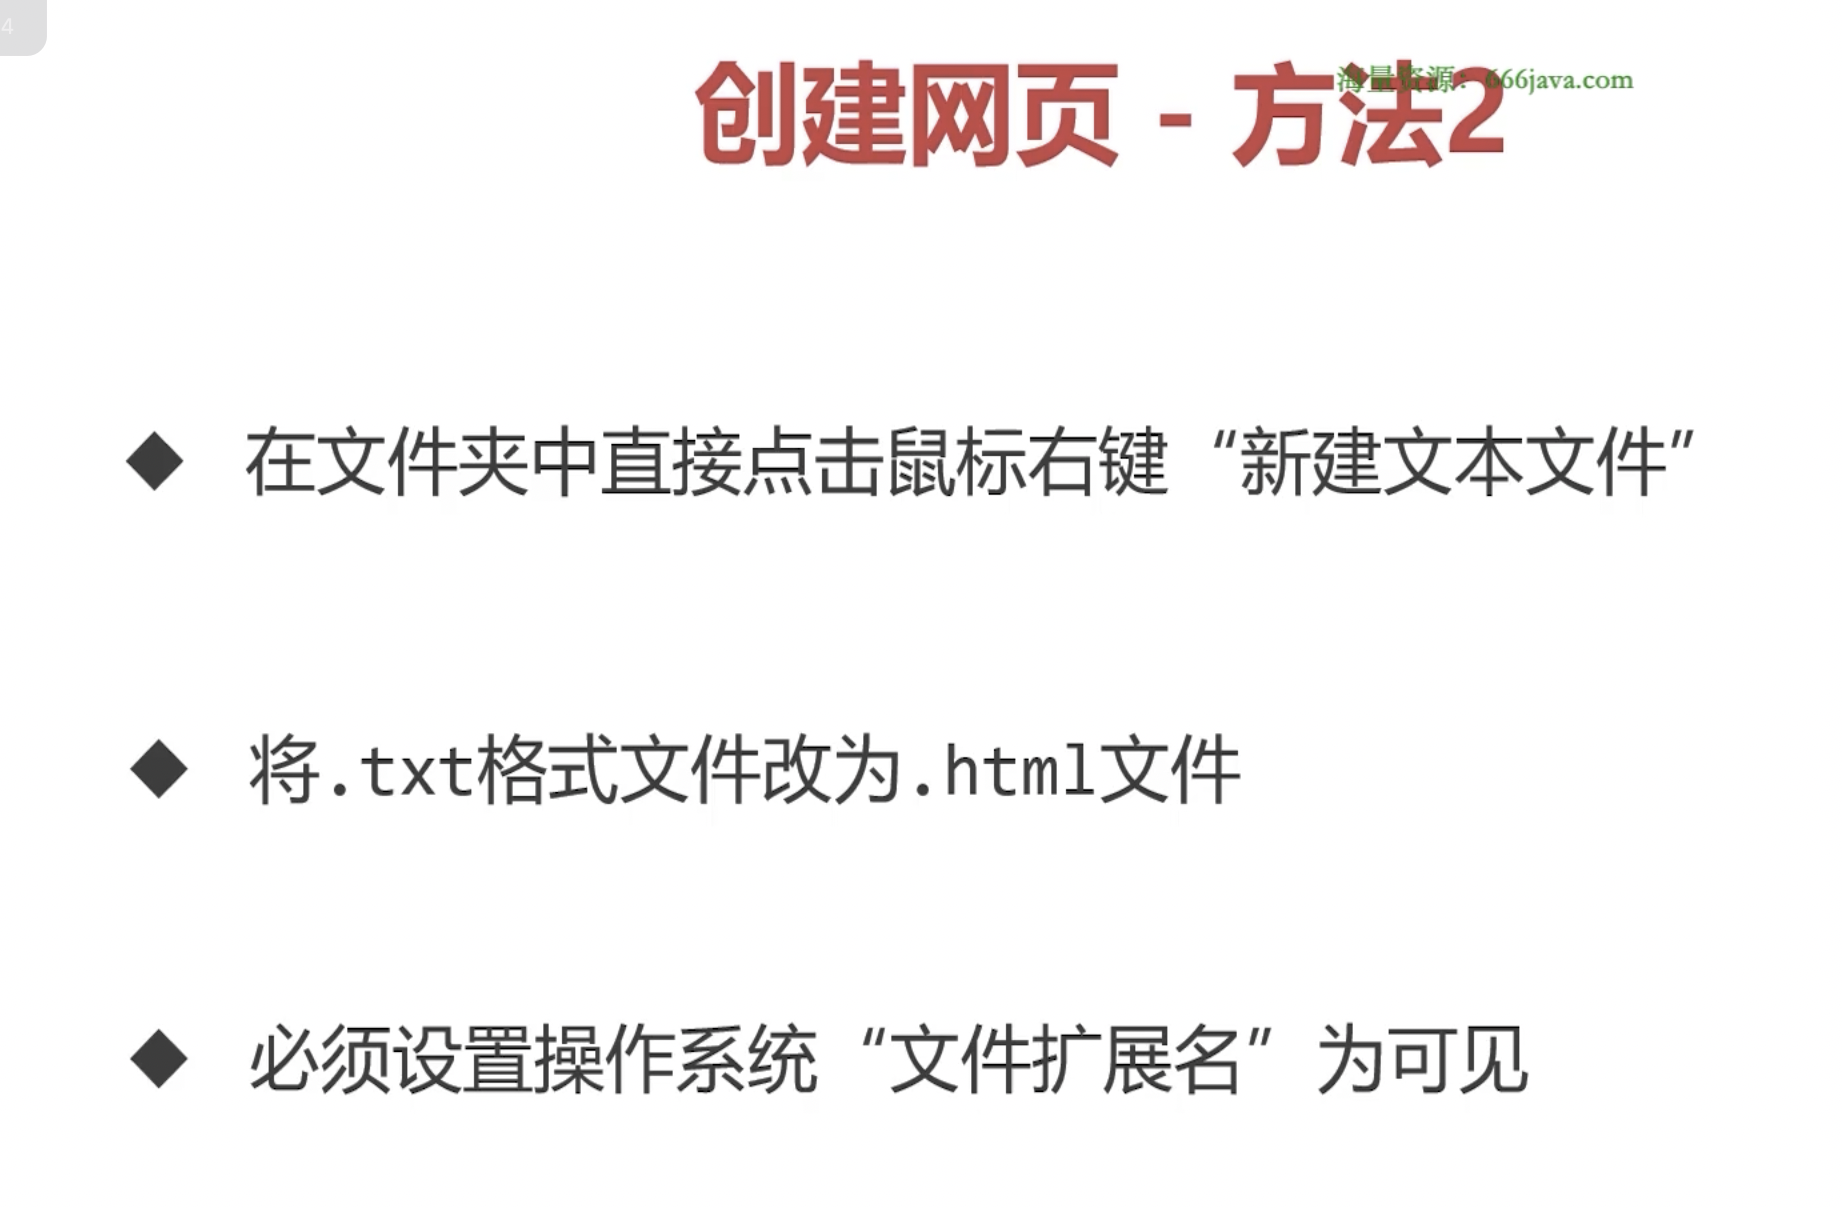 4
创建网页 - 方法2
海量资源：666java.com
◆ 在文件夹中直接点击鼠标右键“新建文本文件”
◆ 将.txt格式文件改为.html文件
◆ 必须设置操作系统“文件扩展名”为可见